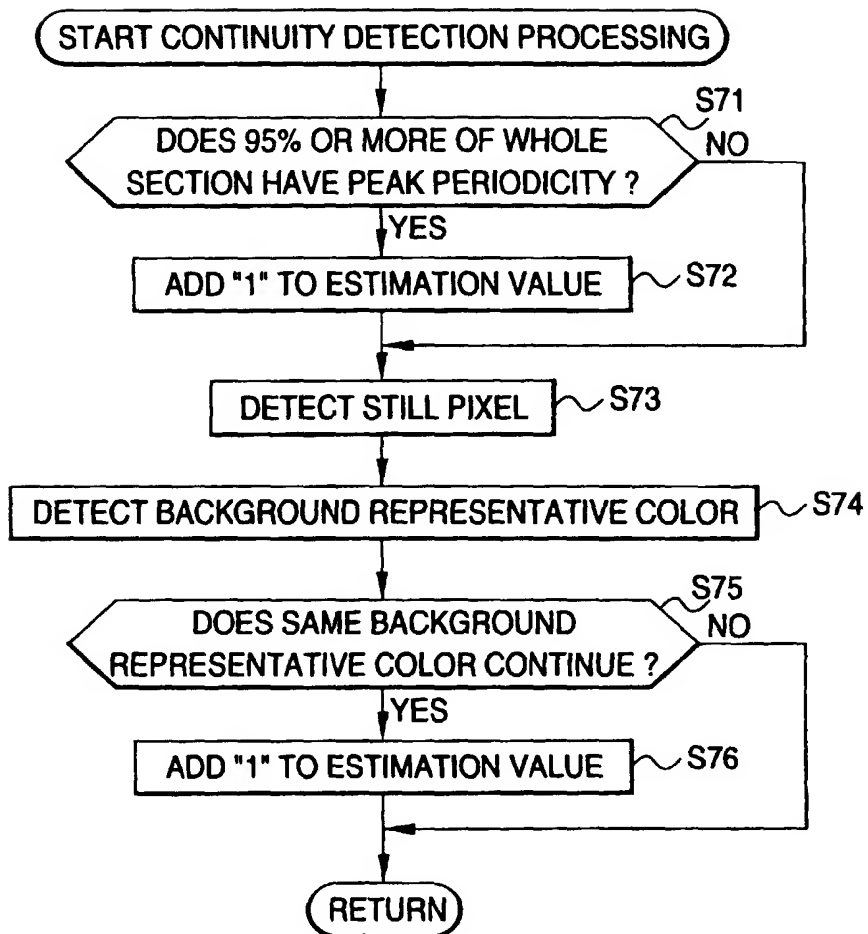 START CONTINUITY DETECTION PROCESSING
S71
DOES 95% OR MORE OF WHOLE
SECTION HAVE PEAK PERIODICITY ?
NO
YES
ADD "1" TO ESTIMATION VALUE
S72
DETECT STILL PIXEL
S73
DETECT BACKGROUND REPRESENTATIVE COLOR
S74
S75
DOES SAME BACKGROUND
REPRESENTATIVE COLOR CONTINUE ?
NO
YES
ADD "1" TO ESTIMATION VALUE
S76
RETURN